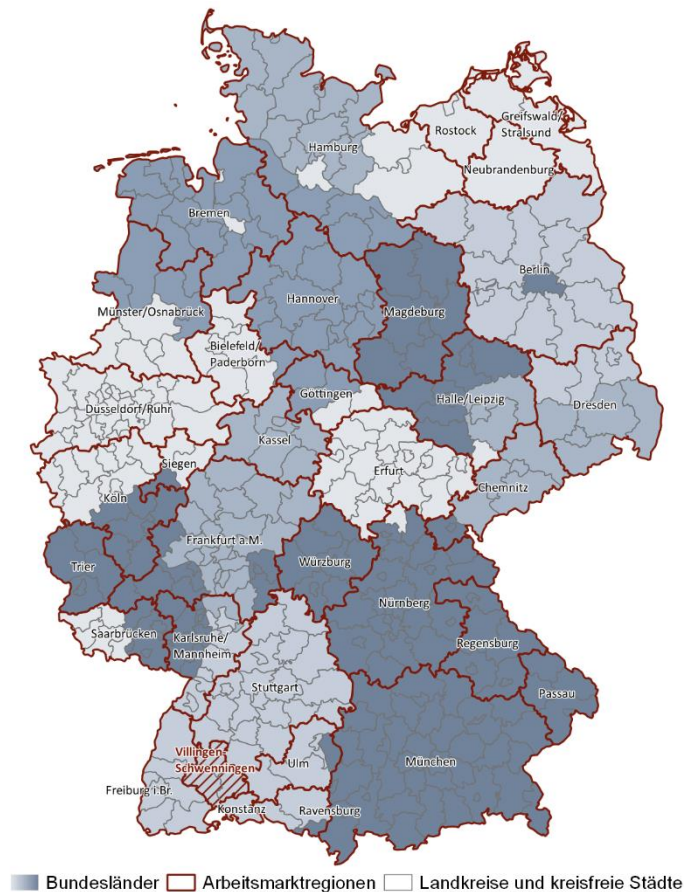 Hamburg
Rostock
Greifswald/
Stralsund
Neubrandenburg
Bremen
Berlin
Hannover
Magdeburg
Münster/Osnabrück
Bielefeld/
Paderborn
Göttingen
Halle/Leipzig
Dresden
Düsseldorf/Ruhr
Kassel
Siegen
Erfurt
Köln
Chemnitz
Frankfurt a.M.
Trier
Würzburg
Nürnberg
Saarbrücken
Karlsruhe/
Mannheim
Regensburg
Stuttgart
Passau
Villingen-
Schwenningen
Ulm
München
Freiburg i.Br.
Konstanz
Ravensburg
Bundesländer Arbeitsmarktregionen Landkreise und kreisfreie Städte